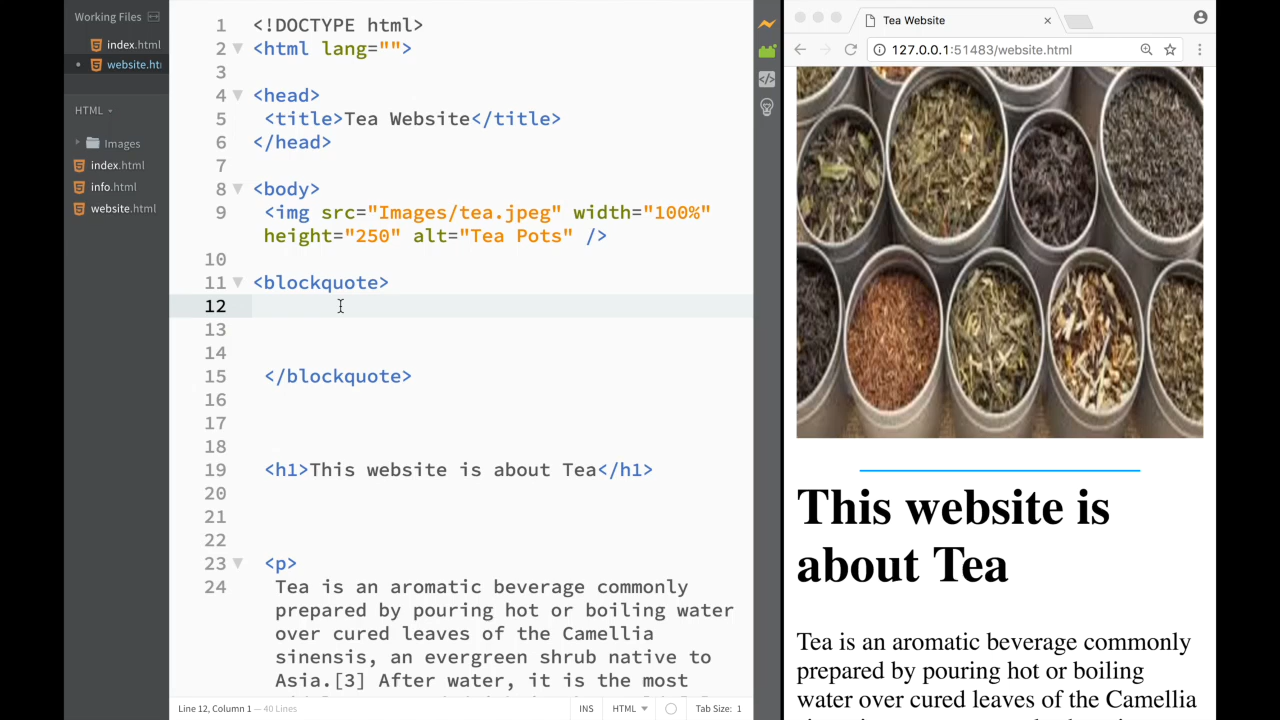 Working Files
index.html
website.ht
HTML
Images
index.html
info.html
website.html
1 <!DOCTYPE html>
2 <html lang="">
3
4 <head>
5 <title>Tea Website</title>
6 </head>
7
8 <body>
9 <img src="Images/tea.jpeg" width="100%"
height="250" alt="Tea Pots" />
10
11 <blockquote>
12
13
14
15 </blockquote>
16
17
18
19 <h1>This website is about Tea</h1>
20
21
22
23 <p>
24 Tea is an aromatic beverage commonly
prepared by pouring hot or boiling water
over cured leaves of the Camellia
sinensis, an evergreen shrub native to
Asia.[3] After water, it is the most
Line 12, Column 1 — 40 Lines
INS
HTML
Tab Size: 1
Tea Website
127.0.0.1:51483/website.html
This website is
about Tea
Tea is an aromatic beverage commonly
prepared by pouring hot or boiling
water over cured leaves of the Camellia